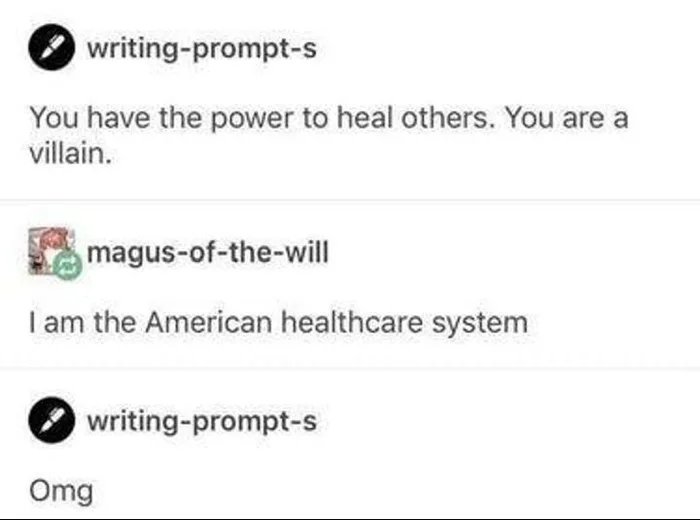 writing-prompt-s
You have the power to heal others. You are a
villain.
magus-of-the-will
I am the American healthcare system
writing-prompt-s
Omg